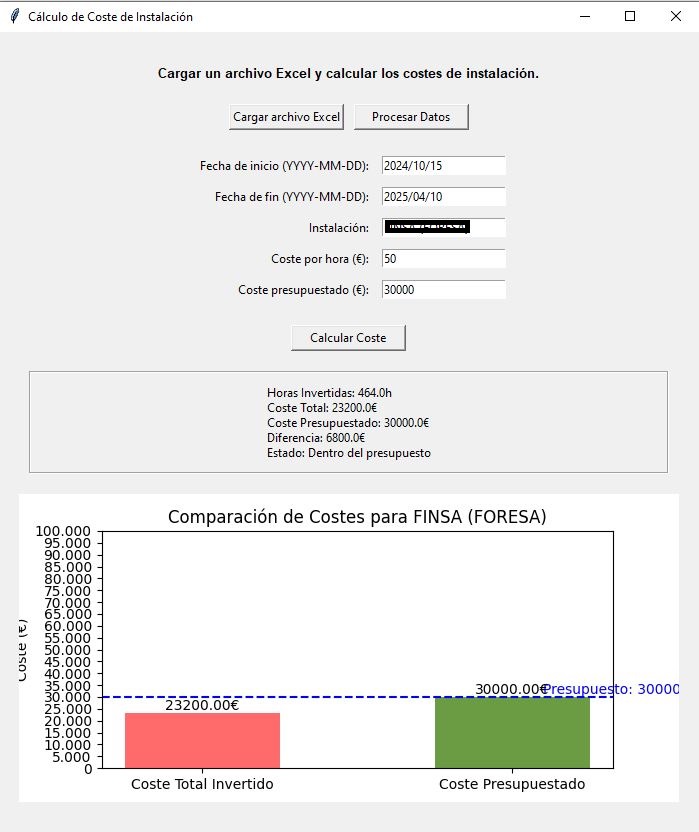 Cálculo de Coste de Instalación
Cargar un archivo Excel y calcular los costes de instalación.
Cargar archivo Excel Procesar Datos
Fecha de inicio (YYYY-MM-DD): 2024/10/15
Fecha de fin (YYYY-MM-DD): 2025/04/10
Instalación:
Coste por hora (€): 50
Coste presupuestado (€): 30000
Calcular Coste
Horas Invertidas: 464.0h
Coste Total: 23200.0€
Coste Presupuestado: 30000.0€
Diferencia: 6800.0€
Estado: Dentro del presupuesto
Comparación de Costes para FINSA (FORESA)
Coste (€)
100.000
95.000
90.000
85.000
80.000
75.000
70.000
65.000
60.000
55.000
50.000
45.000
40.000
35.000
30.000
25.000
20.000
15.000
10.000
5.000
0
30000.00€
Presupuesto: 30000
23200.00€
Coste Total Invertido
Coste Presupuestado